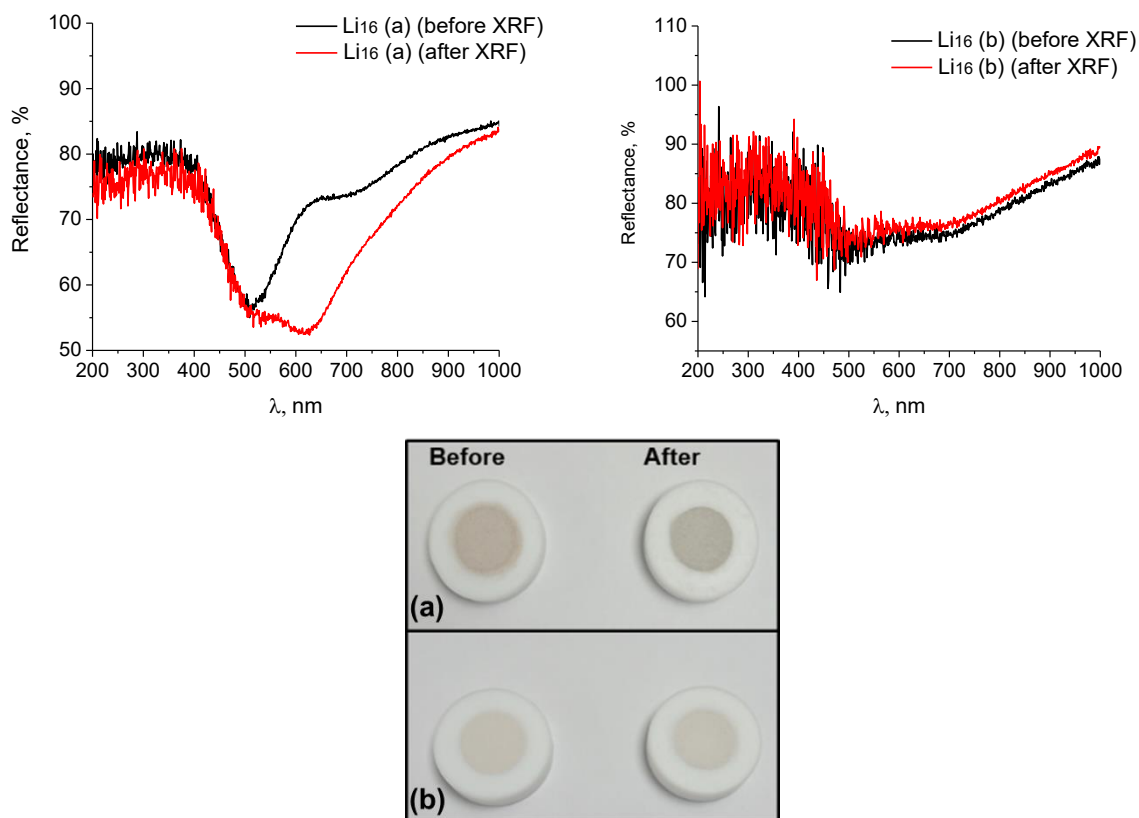 Li16 (a) (before XRF)
Li16 (a) (after XRF)
100
90
80
70
60
50
Reflectance, %
200 300 400 500 600 700 800 900 1000
λ, nm
Li16 (b) (before XRF)
Li16 (b) (after XRF)
110
100
90
80
70
60
Reflectance, %
200 300 400 500 600 700 800 900 1000
λ, nm
Before After
(a)
(b)